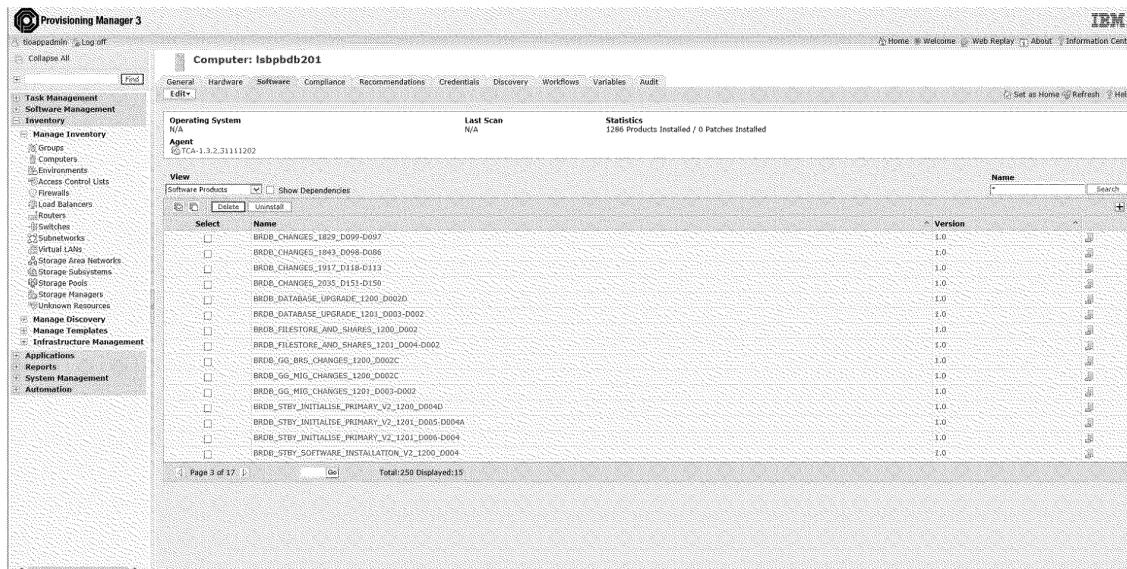 Provisioning Manager 3
IBM
tioappadmin Log off
Home Welcome Web Replay About Information Cent
Collapse All
Find
Task Management
Software Management
Inventory
Manage Inventory
Groups
Computers
Environments
Access Control Lists
Firewalls
Load Balancers
Routers
Switches
Subnetworks
Virtual LANs
Storage Area Networks
Storage Subsystems
Storage Pools
Storage Managers
Unknown Resources
Manage Discovery
Manage Templates
Infrastructure Management
Applications
Reports
System Management
Automation
Computer: lsbpbdb201
General Hardware Software Compliance Recommendations Credentials Discovery Workflows Variables Audit
Edit
Set as Home Refresh Hel
Operating System Last Scan Statistics
N/A N/A 1286 Products Installed / 0 Patches Installed
Agent
TCA-1.3.2.31111202
View Name
Software Products Show Dependencies * Search
Delete Uninstall
Select Name Version
BRDB_CHANGES_1829_D099-D097 1.0
BRDB_CHANGES_1843_D098-D086 1.0
BRDB_CHANGES_1917_D118-D113 1.0
BRDB_CHANGES_2035_D151-D150 1.0
BRDB_DATABASE_UPGRADE_1200_D002D 1.0
BRDB_DATABASE_UPGRADE_1201_D003-D002 1.0
BRDB_FILESTORE_AND_SHARES_1200_D002 1.0
BRDB_FILESTORE_AND_SHARES_1201_D004-D002 1.0
BRDB_GG_BRS_CHANGES_1200_D002C 1.0
BRDB_GG_MIG_CHANGES_1200_D002C 1.0
BRDB_GG_MIG_CHANGES_1201_D003-D002 1.0
BRDB_STBY_INITIALISE_PRIMARY_V2_1200_D004D 1.0
BRDB_STBY_INITIALISE_PRIMARY_V2_1201_D005-D004A 1.0
BRDB_STBY_INITIALISE_PRIMARY_V2_1201_D006-D004 1.0
BRDB_STBY_SOFTWARE_INSTALLATION_V2_1200_D004 1.0
Page 3 of 17 Go Total:250 Displayed:15